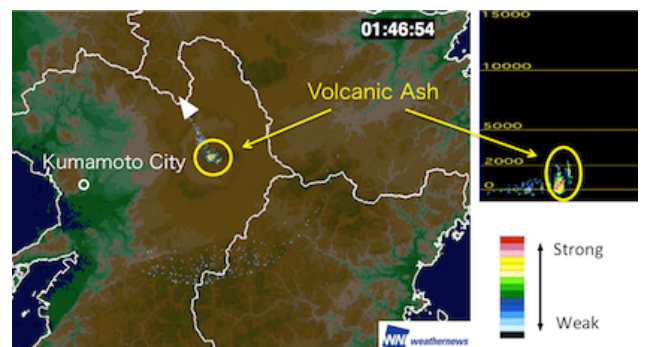 01:46:54
Volcanic Ash
Kumamoto City
WN weathernews
15000
10000
5000
2000
0
Strong
Weak